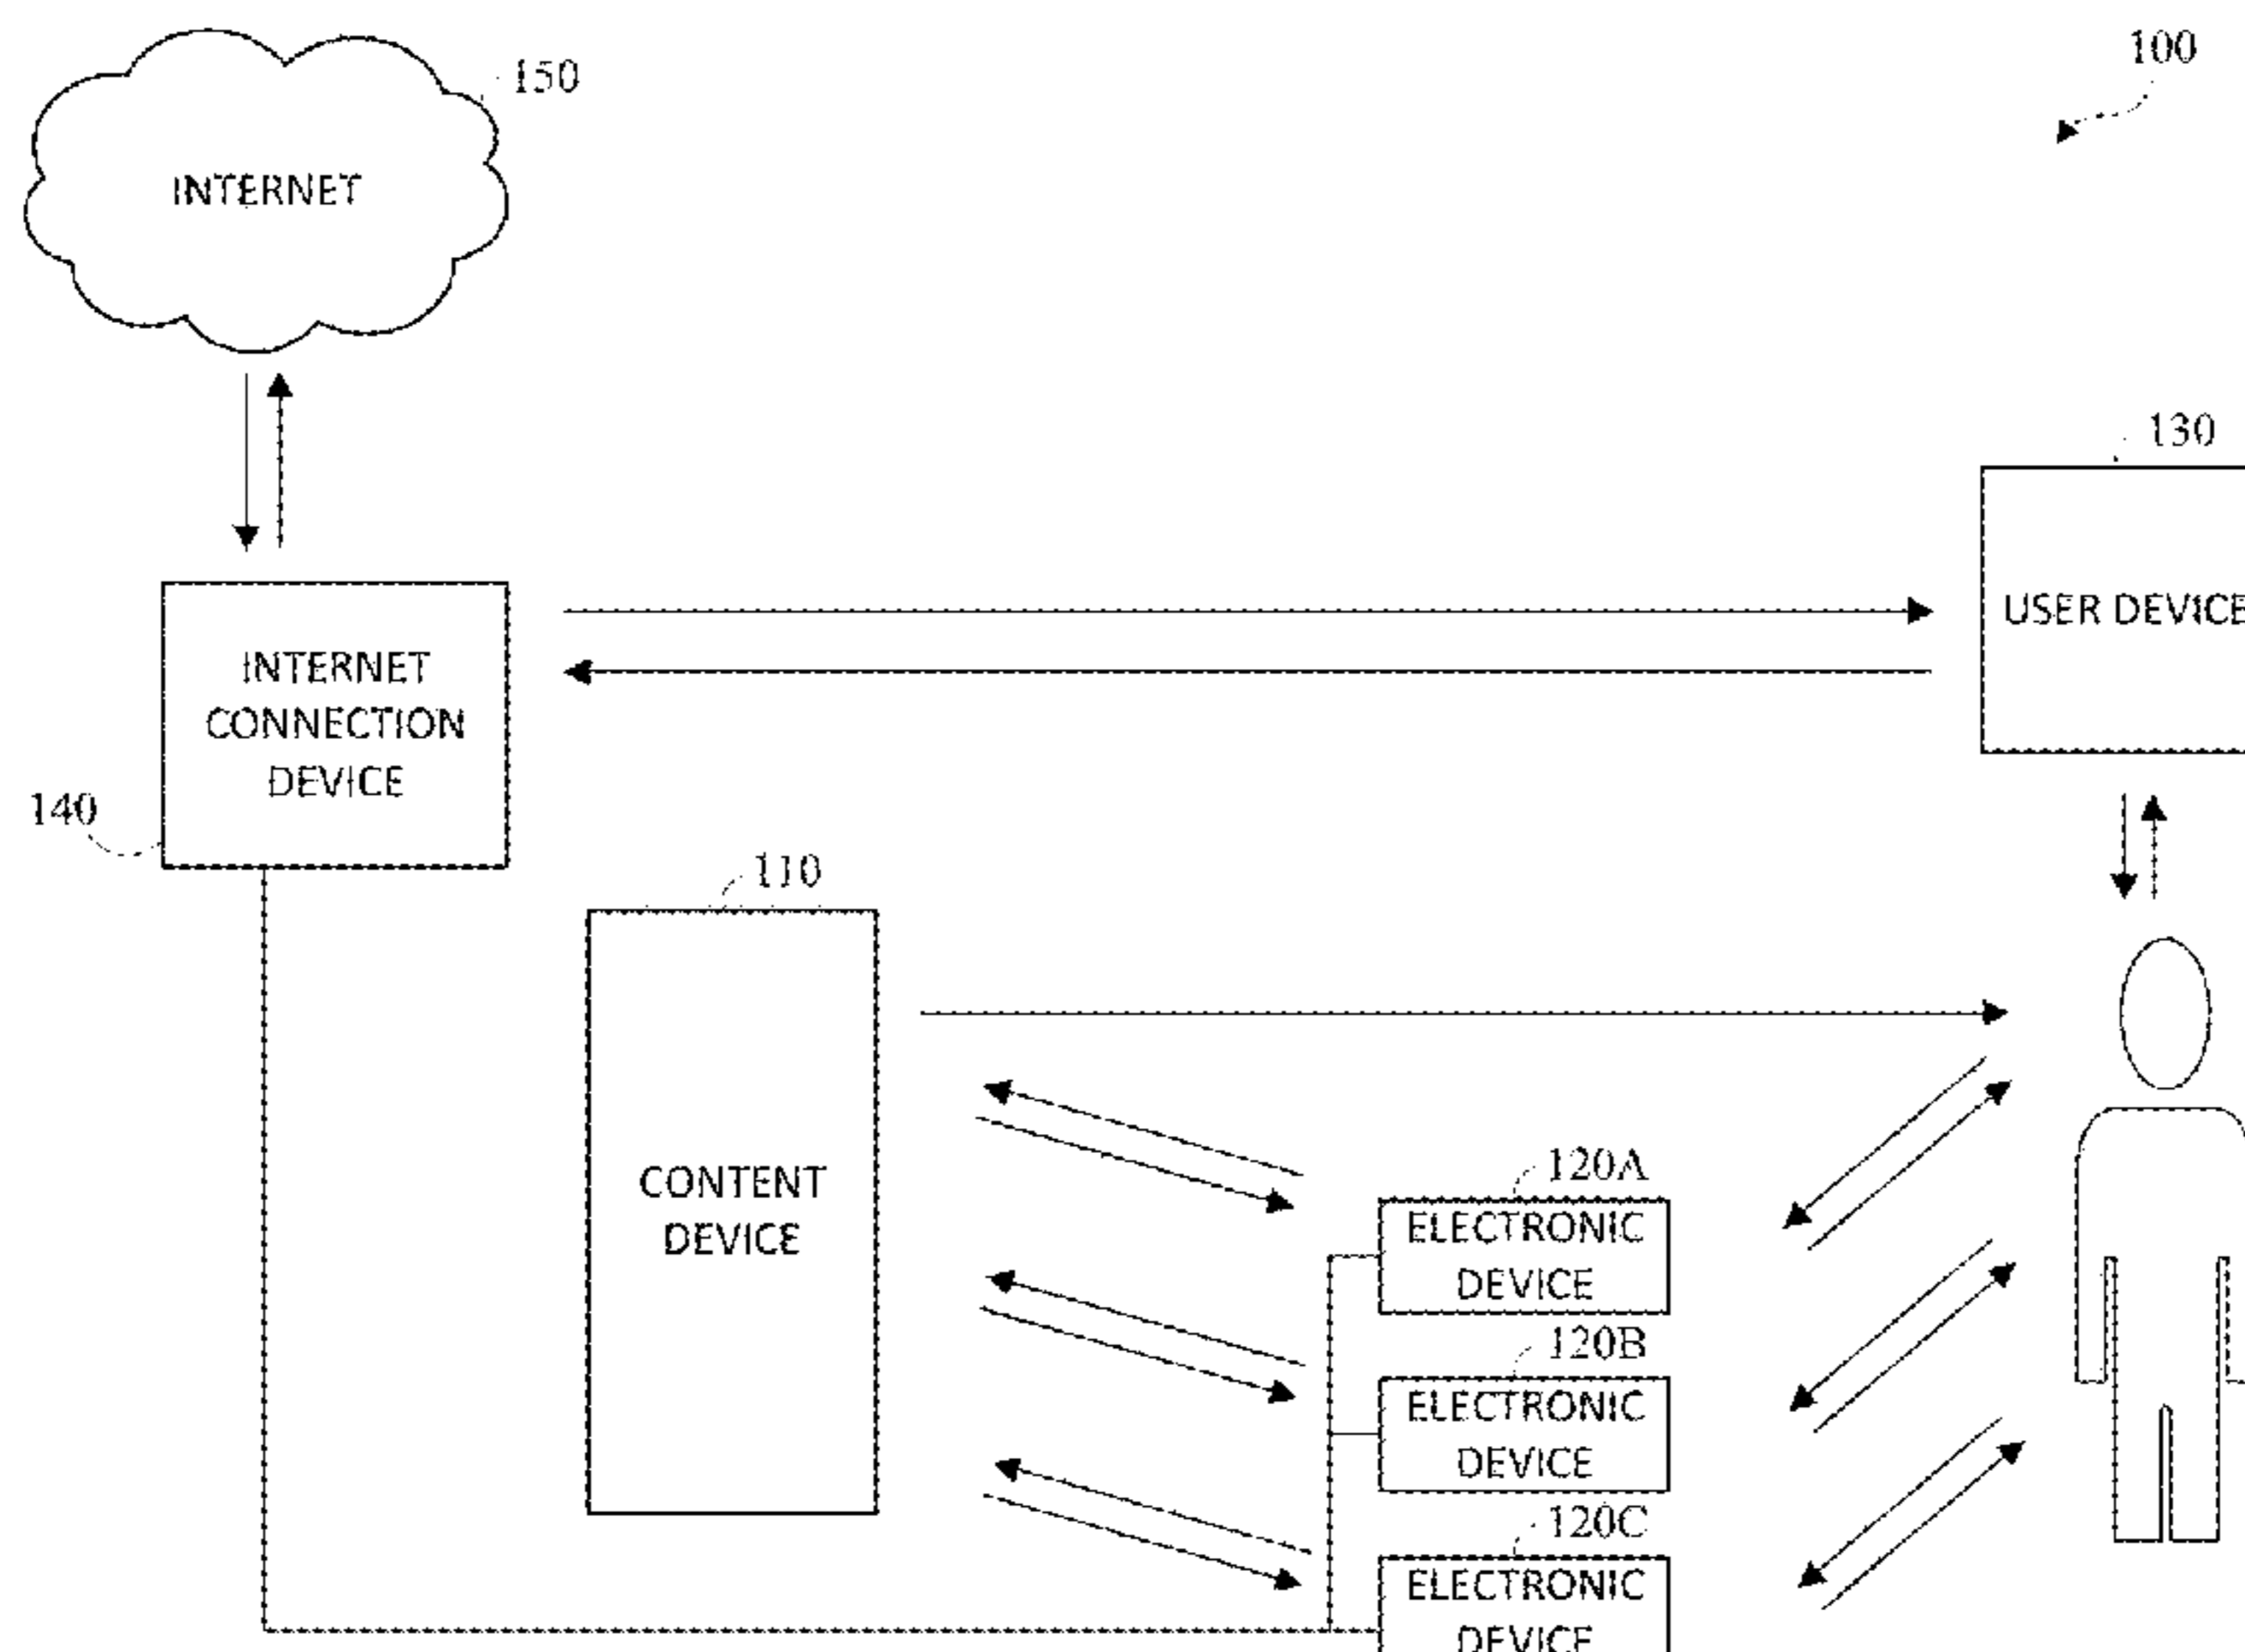 150
100
INTERNET
130
USER DEVICE
INTERNET
CONNECTION
DEVICE
140
110
CONTENT
DEVICE
120A
ELECTRONIC
DEVICE
120B
ELECTRONIC
DEVICE
120C
ELECTRONIC
DEVICE